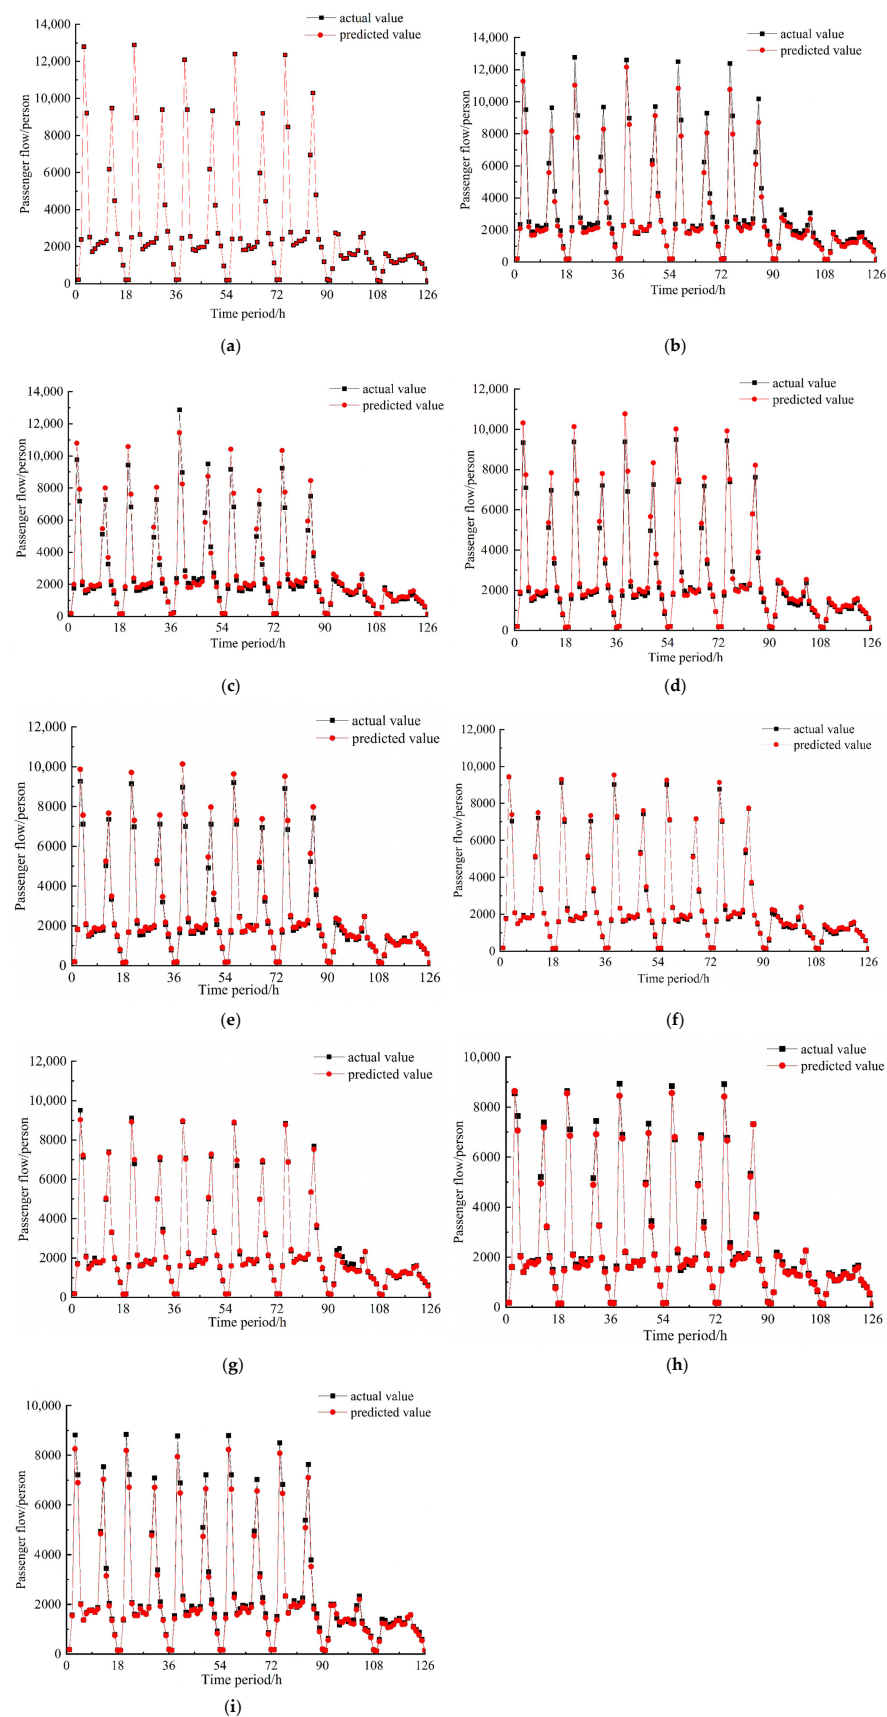 actual value
predicted value
14,000
12,000
10,000
8000
6000
4000
2000
0
Passenger flow/person
0 18 36 54 72 90 108 126
Time period/h
(a)
actual value
predicted value
14,000
12,000
10,000
8000
6000
4000
2000
0
Passenger flow/person
0 18 36 54 72 90 108 126
Time period/h
(b)
actual value
predicted value
14,000
12,000
10,000
8000
6000
4000
2000
0
Passenger flow/person
0 18 36 54 72 90 108 126
Time period/h
(c)
actual value
predicted value
12,000
10,000
8000
6000
4000
2000
0
Passenger flow/person
0 18 36 54 72 90 108 126
Time period/h
(d)
actual value
predicted value
12,000
10,000
8000
6000
4000
2000
0
Passenger flow/person
0 18 36 54 72 90 108 126
Time period/h
(e)
actual value
predicted value
12,000
10,000
8000
6000
4000
2000
0
Passenger flow/person
0 18 36 54 72 90 108 126
Time period/h
(f)
actual value
predicted value
12,000
10,000
8000
6000
4000
2000
0
Passenger flow/person
0 18 36 54 72 90 108 126
Time period/h
(g)
actual value
predicted value
10,000
8000
6000
4000
2000
0
Passenger flow/person
0 18 36 54 72 90 108 126
Time period/h
(h)
actual value
predicted value
10,000
8000
6000
4000
2000
0
Passenger flow/person
0 18 36 54 72 90 108 126
Time period/h
(i)